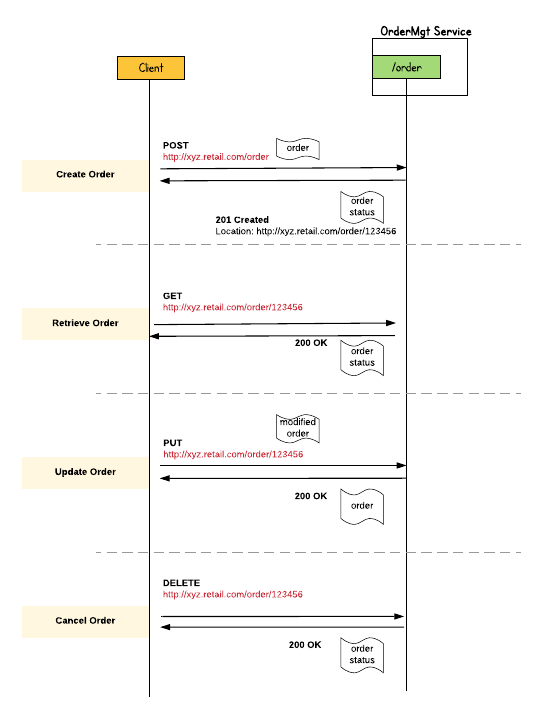 OrderMgt Service
Client
/order
POST
http://xyz.retail.com/order
order
Create Order
order
status
201 Created
Location: http://xyz.retail.com/order/123456
GET
http://xyz.retail.com/order/123456
Retrieve Order
200 OK
order
status
modified
order
PUT
http://xyz.retail.com/order/123456
Update Order
200 OK
order
DELETE
http://xyz.retail.com/order/123456
Cancel Order
200 OK
order
status